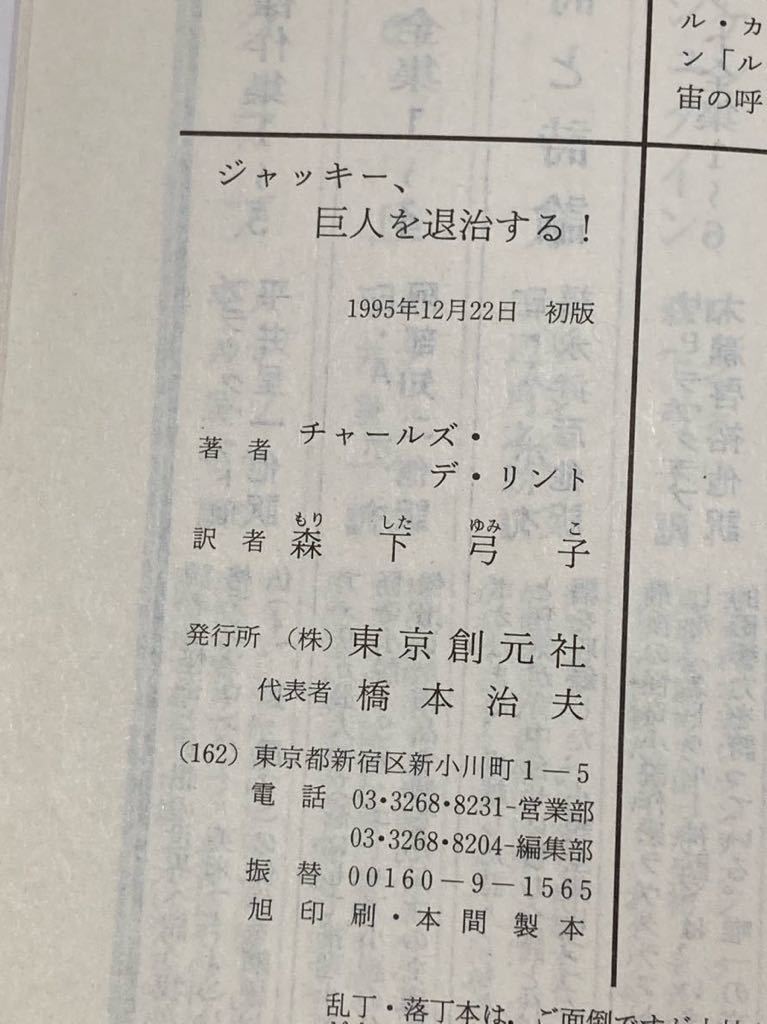 ル・カ
ン「ル
宙の呼
ジャッキー、
巨人を退治する！
1995年12月22日　初版
著者　チャールズ・
デ・リント
もり　した　ゆみ　こ
訳者　森下弓子
発行所　（株）東京創元社
代表者　橋本治夫
（162）東京都新宿区新小川町1—5
電話　03・3268・8231-営業部
03・3268・8204-編集部
振替　00160－9－1565
旭印刷・本間製本
乱丁・落丁本は、ご面倒ですが